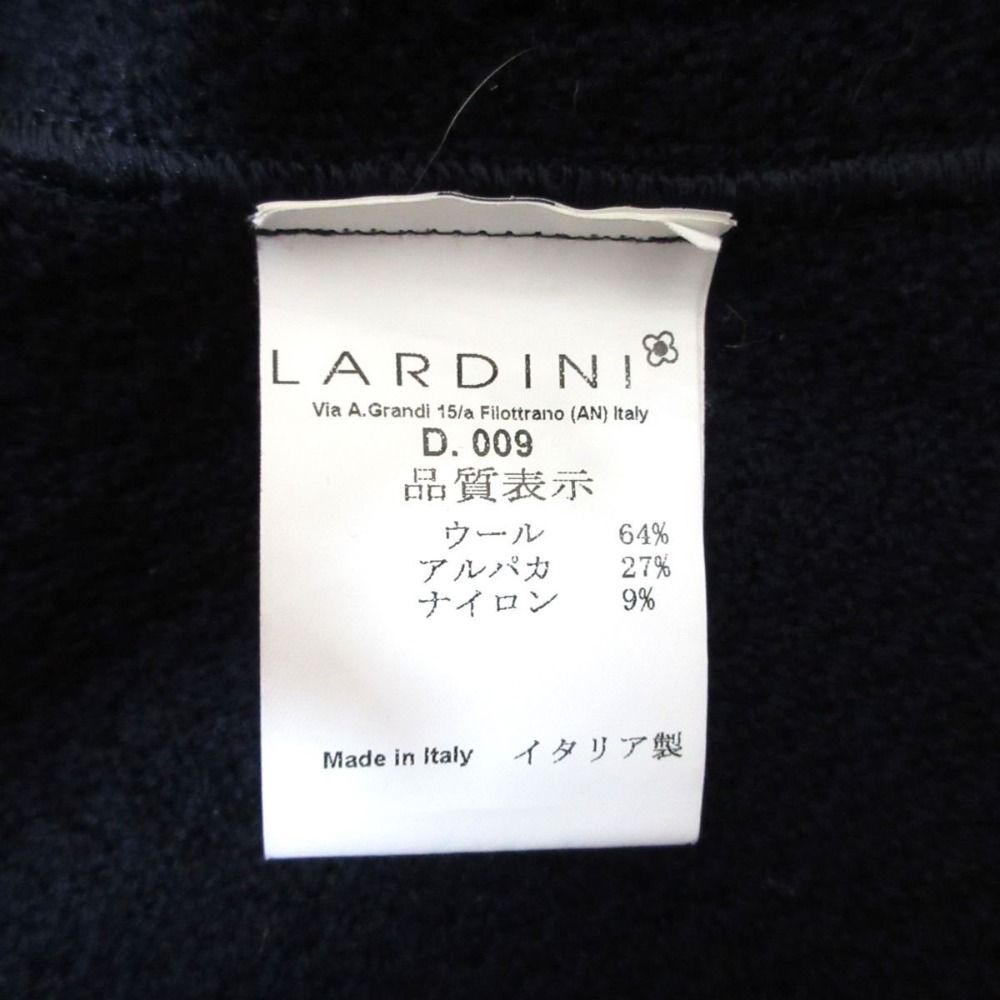 LARDINI
Via A.Grandi 15/a Filottrano (AN) Italy
D. 009
品質表示
ウール 64%
アルパカ 27%
ナイロン 9%
Made in Italy イタリア製